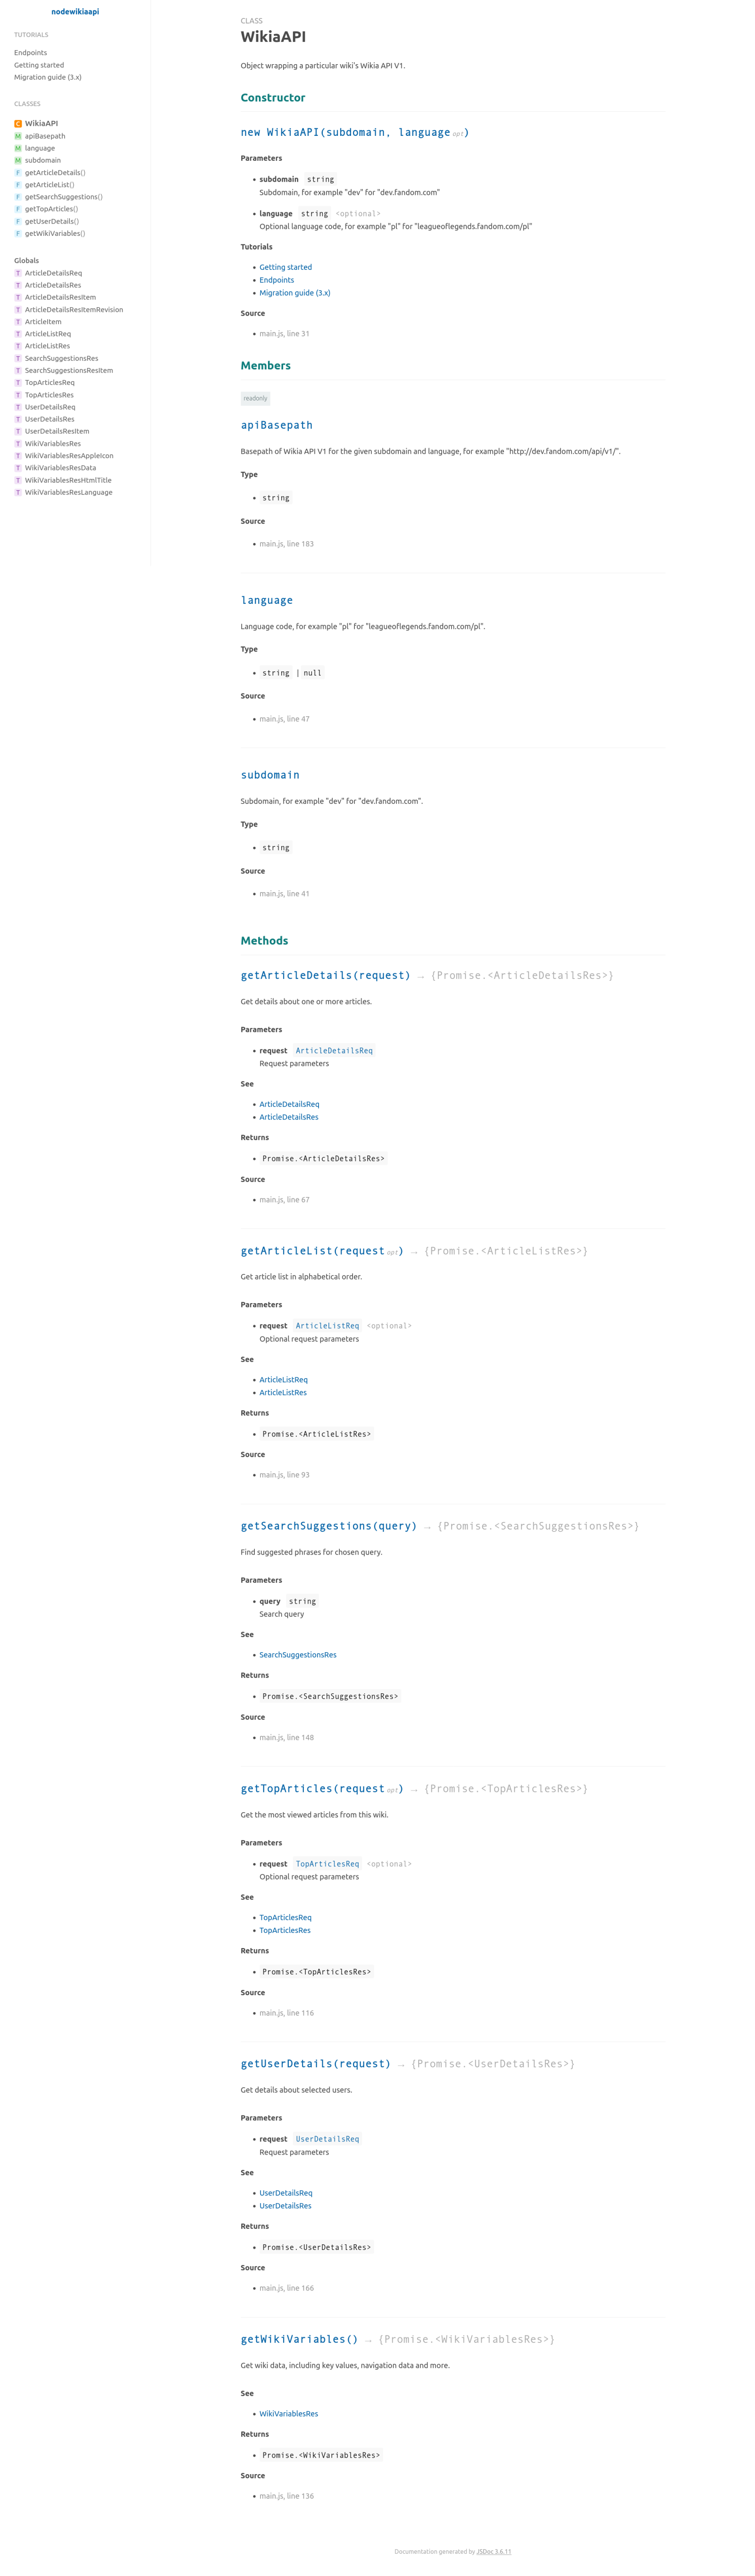 nodewikiaapi
TUTORIALS
Endpoints
Getting started
Migration guide (3.x)
CLASSES
C WikiaAPI
M apiBasepath
M language
M subdomain
F getArticleDetails()
F getArticleList()
F getSearchSuggestions()
F getTopArticles()
F getUserDetails()
F getWikiVariables()
Globals
T ArticleDetailsReq
T ArticleDetailsRes
T ArticleDetailsResItem
T ArticleDetailsResItemRevision
T ArticleItem
T ArticleListReq
T ArticleListRes
T SearchSuggestionsRes
T SearchSuggestionsResItem
T TopArticlesReq
T TopArticlesRes
T UserDetailsReq
T UserDetailsRes
T UserDetailsResItem
T WikiVariablesRes
T WikiVariablesResAppleIcon
T WikiVariablesResData
T WikiVariablesResHtmlTitle
T WikiVariablesResLanguage
CLASS
WikiaAPI
Object wrapping a particular wiki's Wikia API V1.
Constructor
new WikiaAPI(subdomain, language opt)
Parameters
• subdomain string
Subdomain, for example "dev" for "dev.fandom.com"
• language string <optional>
Optional language code, for example "pl" for "leagueoflegends.fandom.com/pl"
Tutorials
• Getting started
• Endpoints
• Migration guide (3.x)
Source
• main.js, line 31
Members
readonly
apiBasepath
Basepath of Wikia API V1 for the given subdomain and language, for example "http://dev.fandom.com/api/v1/".
Type
• string
Source
• main.js, line 183
language
Language code, for example "pl" for "leagueoflegends.fandom.com/pl".
Type
• string | null
Source
• main.js, line 47
subdomain
Subdomain, for example "dev" for "dev.fandom.com".
Type
• string
Source
• main.js, line 41
Methods
getArticleDetails(request) → {Promise.<ArticleDetailsRes>}
Get details about one or more articles.
Parameters
• request ArticleDetailsReq
Request parameters
See
• ArticleDetailsReq
• ArticleDetailsRes
Returns
• Promise.<ArticleDetailsRes>
Source
• main.js, line 67
getArticleList(request opt) → {Promise.<ArticleListRes>}
Get article list in alphabetical order.
Parameters
• request ArticleListReq <optional>
Optional request parameters
See
• ArticleListReq
• ArticleListRes
Returns
• Promise.<ArticleListRes>
Source
• main.js, line 93
getSearchSuggestions(query) → {Promise.<SearchSuggestionsRes>}
Find suggested phrases for chosen query.
Parameters
• query string
Search query
See
• SearchSuggestionsRes
Returns
• Promise.<SearchSuggestionsRes>
Source
• main.js, line 148
getTopArticles(request opt) → {Promise.<TopArticlesRes>}
Get the most viewed articles from this wiki.
Parameters
• request TopArticlesReq <optional>
Optional request parameters
See
• TopArticlesReq
• TopArticlesRes
Returns
• Promise.<TopArticlesRes>
Source
• main.js, line 116
getUserDetails(request) → {Promise.<UserDetailsRes>}
Get details about selected users.
Parameters
• request UserDetailsReq
Request parameters
See
• UserDetailsReq
• UserDetailsRes
Returns
• Promise.<UserDetailsRes>
Source
• main.js, line 166
getWikiVariables() → {Promise.<WikiVariablesRes>}
Get wiki data, including key values, navigation data and more.
See
• WikiVariablesRes
Returns
• Promise.<WikiVariablesRes>
Source
• main.js, line 136
Documentation generated by JSDoc 3.6.11